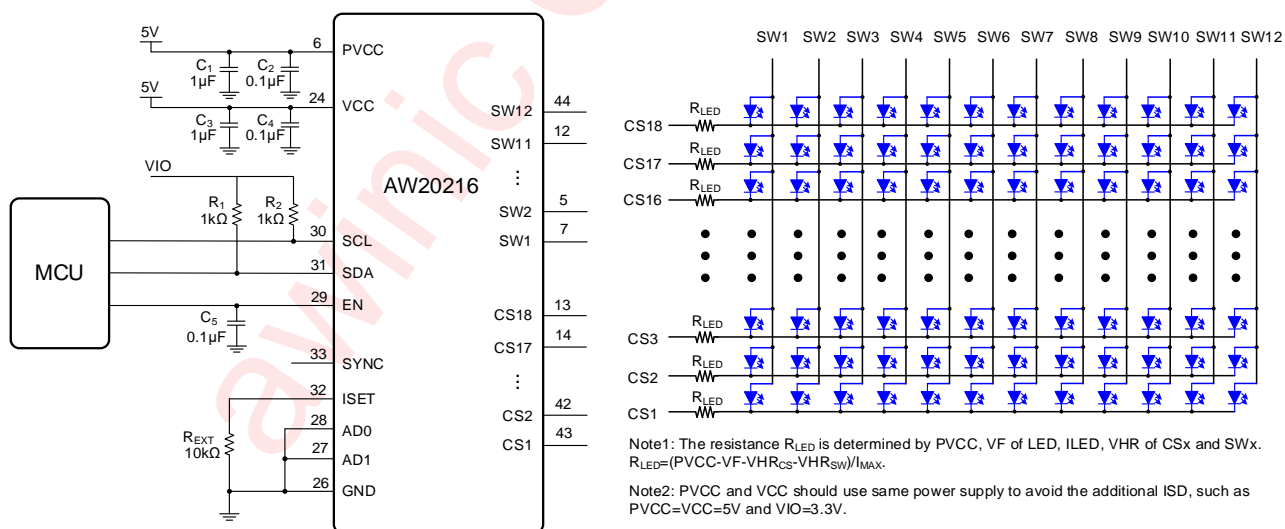 5V
6
PVCC
C1
1µF
C2
0.1µF
5V
24
VCC
C3
1µF
C4
0.1µF
VIO
R1
1kΩ
R2
1kΩ
MCU
30
SCL
31
SDA
29
EN
C5
0.1µF
33
SYNC
32
ISET
REXT
10kΩ
28
AD0
27
AD1
26
GND
AW20216
SW12
44
SW11
12
SW2
5
SW1
7
CS18
13
CS17
14
CS2
42
CS1
43
awinic
SW1 SW2 SW3 SW4 SW5 SW6 SW7 SW8 SW9 SW10 SW11 SW12
RLED
CS18
RLED
CS17
RLED
CS16
RLED
CS3
RLED
CS2
RLED
CS1
Note1: The resistance RLED is determined by PVCC, VF of LED, ILED, VHR of CSx and SWx.
RLED=(PVCC-VF-VHRCS-VHRSW)/IMAX.
Note2: PVCC and VCC should use same power supply to avoid the additional ISD, such as
PVCC=VCC=5V and VIO=3.3V.